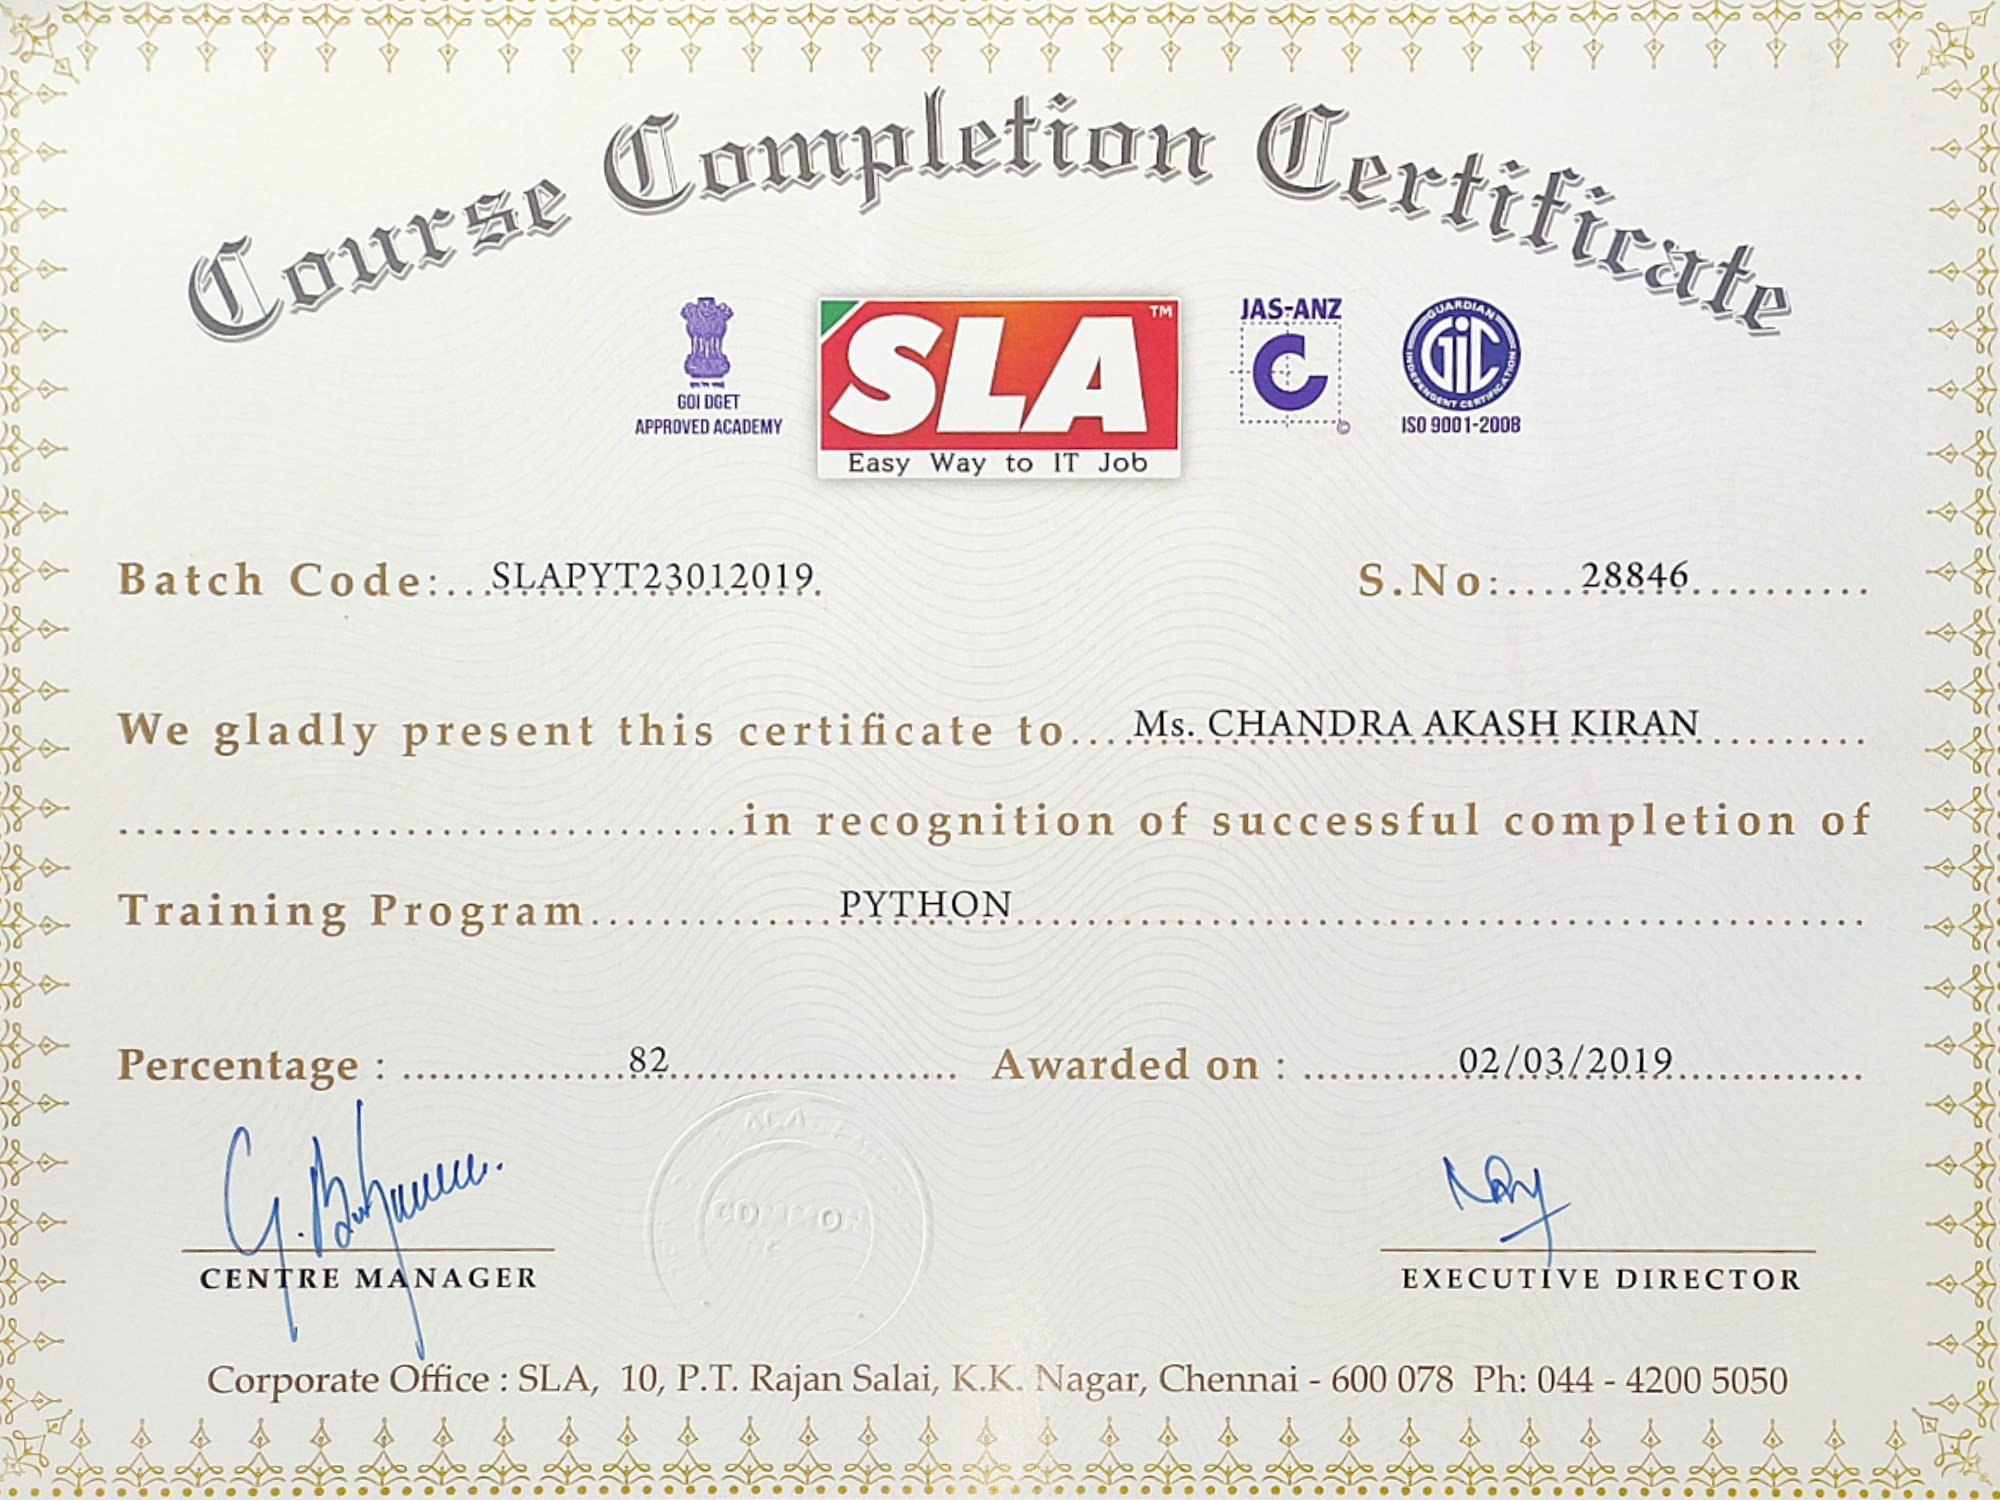 Course Completion Certificate
GOI DGET
APPROVED ACADEMY
SLA™
Easy Way to IT Job
JAS-ANZ
C
©
GUARDIAN
GIC
INDEPENDENT CERTIFICATION
ISO 9001-2008
Batch Code:...SLAPYT23012019.
S.No:....28846..........
We gladly present this certificate to....Ms. CHANDRA AKASH KIRAN..........
...................................in recognition of successful completion of
Training Program..............PYTHON................................................
Percentage : .................82......................
Awarded on : ...........02/03/2019..............
CENTRE MANAGER
COMMON
EXECUTIVE DIRECTOR
Corporate Office : SLA, 10, P.T. Rajan Salai, K.K. Nagar, Chennai - 600 078 Ph: 044 - 4200 5050